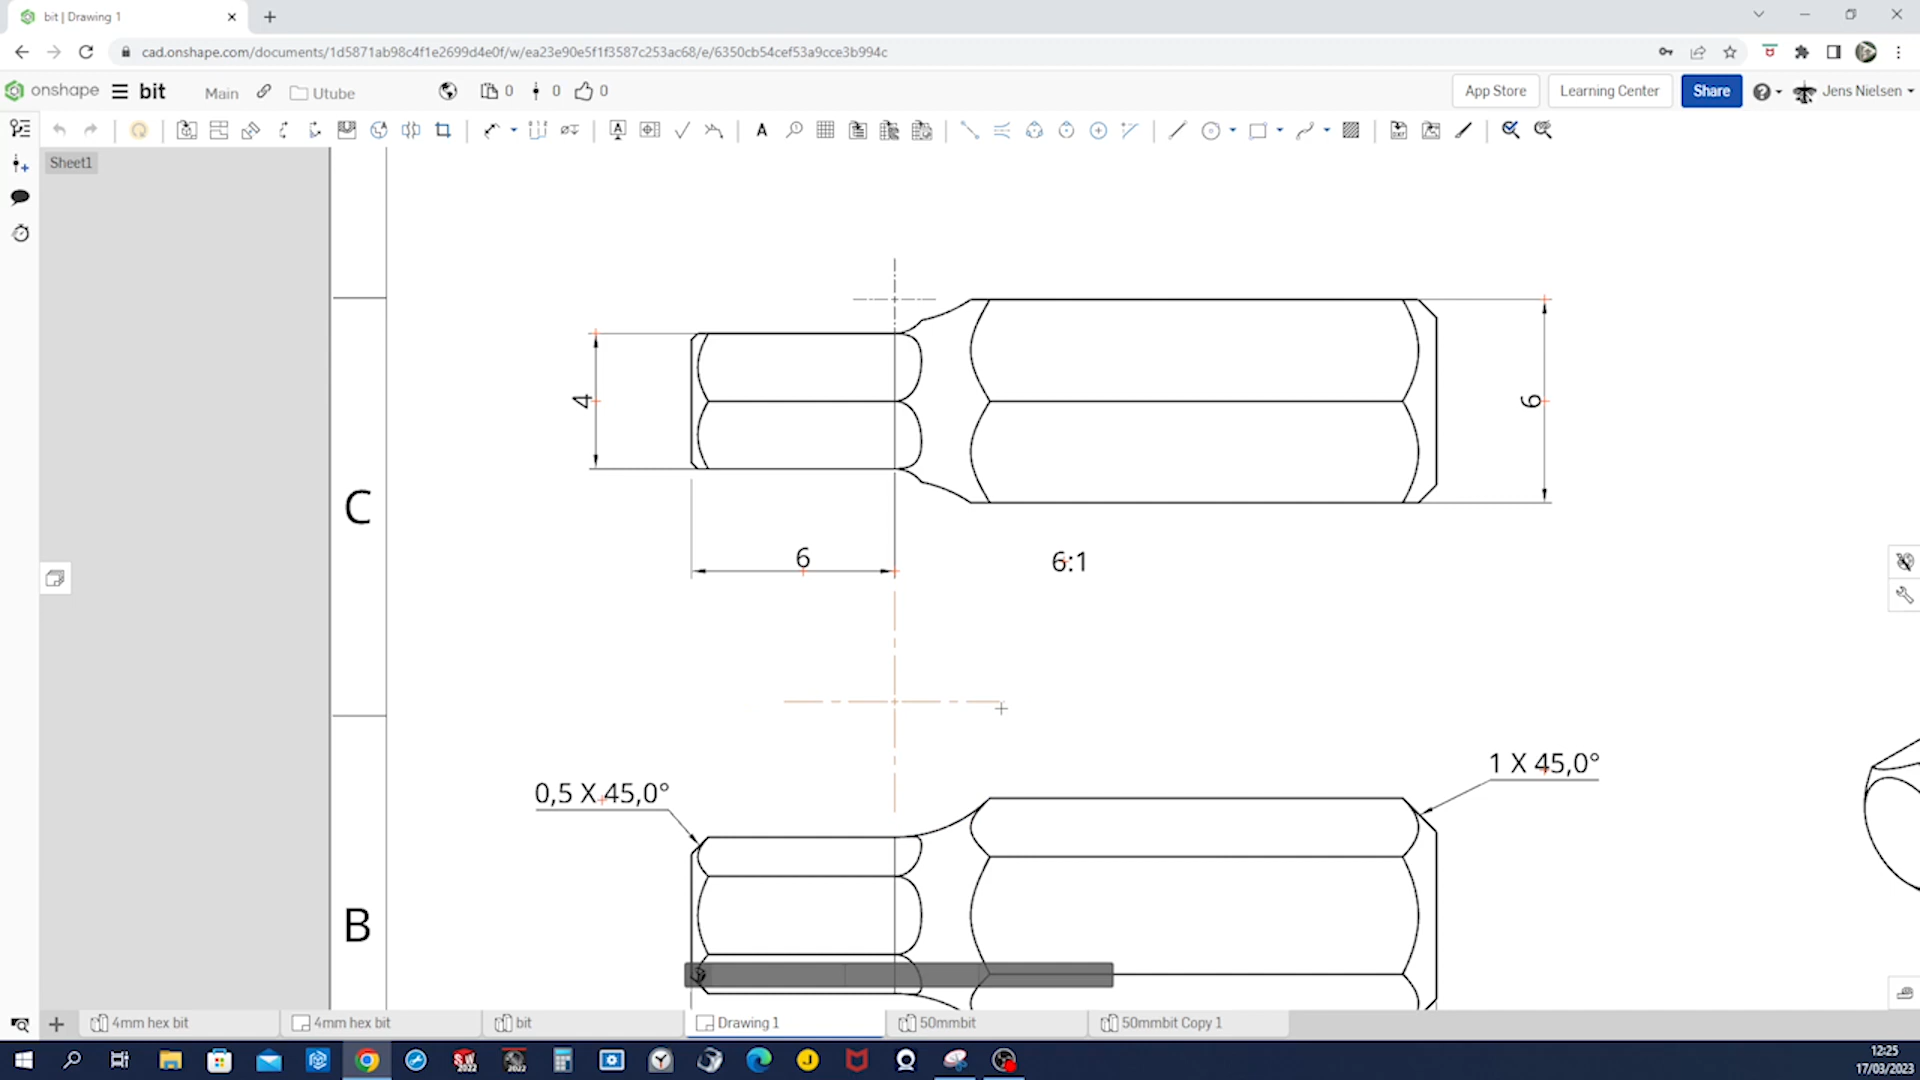 bit | Drawing 1
cad.onshape.com/documents/1d5871ab98c4f1e2699d4e0f/w/ea23e90e5f1f3587c253ac68/e/6350cb54cef53a9cce3b994c
onshape bit Main Utube 0 0 0 App Store Learning Center Share Jens Nielsen
Sheet1
4
6
C
6
6:1
1 X 45,0°
0,5 X 45,0°
B
4mm hex bit 4mm hex bit bit Drawing 1 50mmbit 50mmbit Copy 1
12:25
17/03/2023